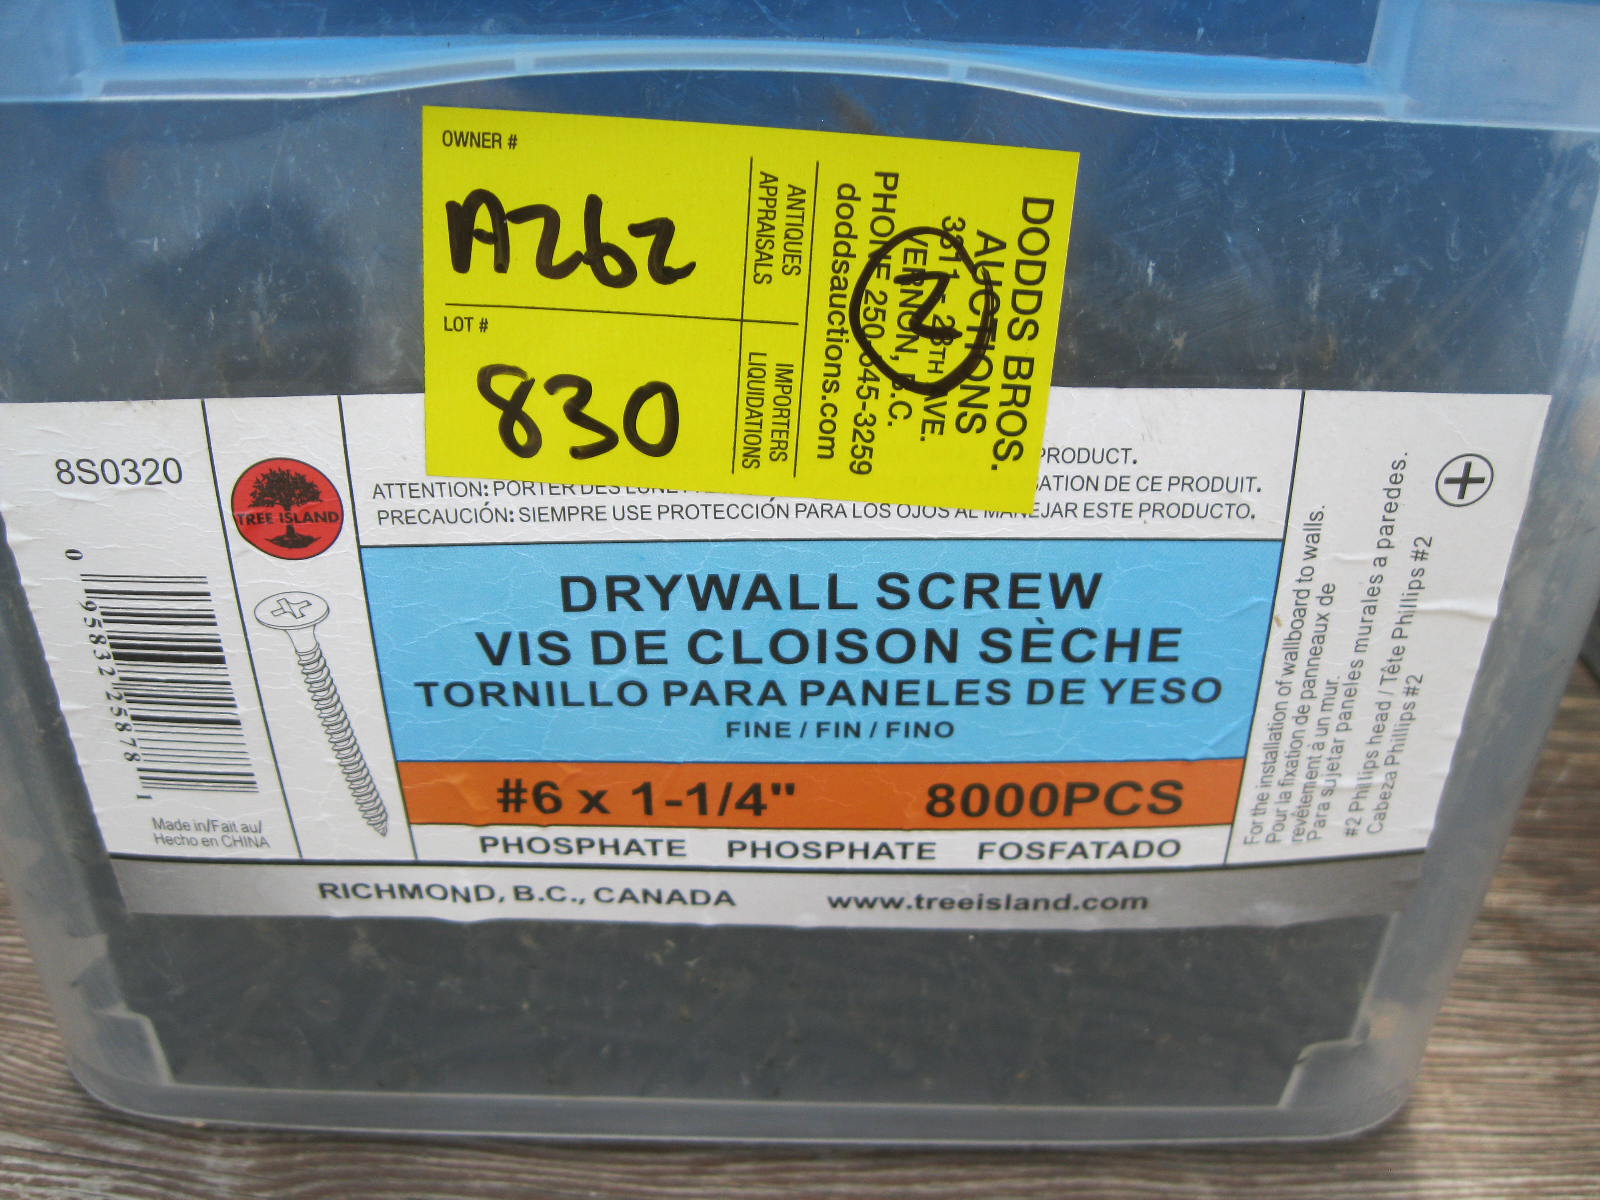 OWNER #
A262
LOT #
830
ANTIQUES
APPRAISALS
IMPORTERS
LIQUIDATIONS
DODDS BROS.
AUCTIONS
AVE.
VERNON, B.C.
PHONE 250-545-3259
doddsauctions.com
2
8S0320
TREE ISLAND
0 95832 25878 1
Made in/Fait au/
Hecho en CHINA
PRODUCT.
ATTENTION: PORTER DES DE CE PRODUIT.
PRECAUCIÓN: SIEMPRE USE PROTECCIÓN PARA LOS OJOS AL MANEJAR ESTE PRODUCTO.
DRYWALL SCREW
VIS DE CLOISON SÈCHE
TORNILLO PARA PANELES DE YESO
FINE / FIN / FINO
#6 x 1-1/4" 8000PCS
PHOSPHATE PHOSPHATE FOSFATADO
RICHMOND, B.C., CANADA www.treeisland.com
For the installation of wallboard to walls.
Pour la fixation de panneaux de
revêtement à un mur.
Para sujetar paneles murales a paredes.
#2 Phillips head / Tête Phillips #2
Cabeza Phillips #2